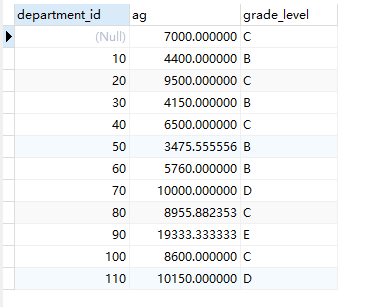 department_id ag grade_level
(Null) 7000.000000 C
10 4400.000000 B
20 9500.000000 C
30 4150.000000 B
40 6500.000000 C
50 3475.555556 B
60 5760.000000 B
70 10000.000000 D
80 8955.882353 C
90 19333.333333 E
100 8600.000000 C
110 10150.000000 D